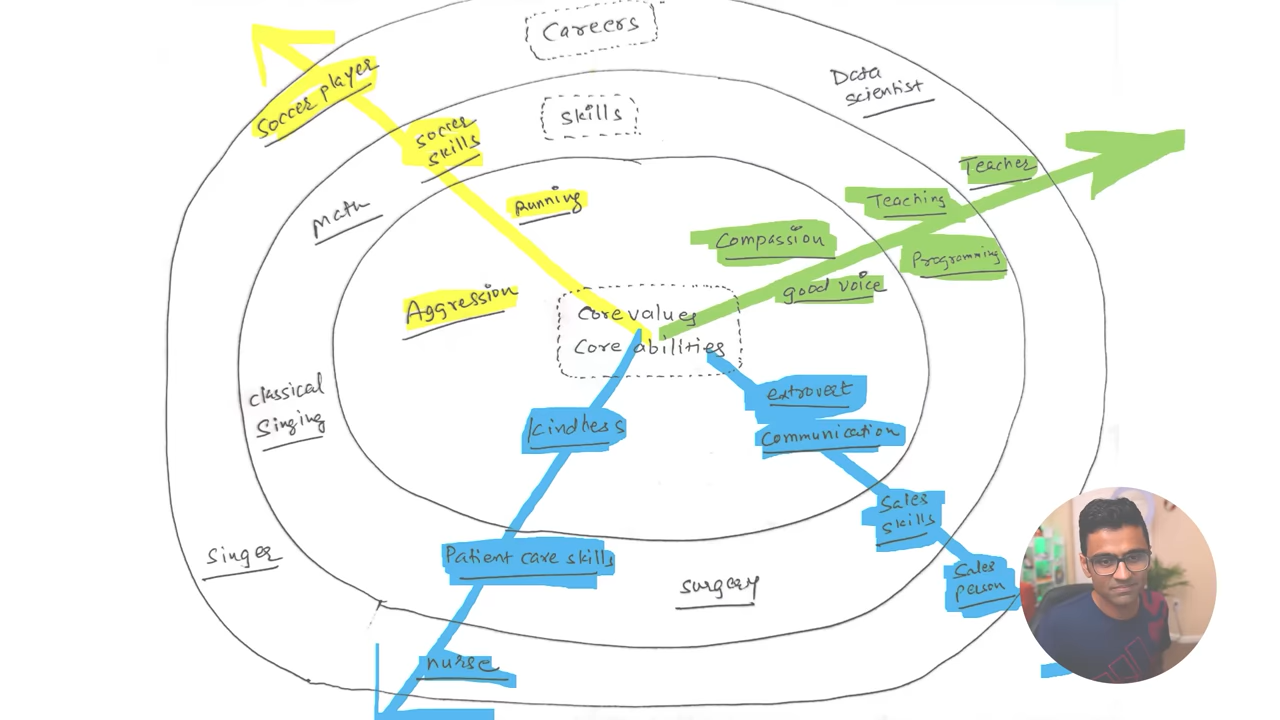 Careers
Data
scientist
Soccer player
Skills
Soccer
skills
Teacher
Teaching
Running
Math
Compassion
Programming
good voice
Aggression
Core values
Core abilities
extrovert
Classical
Singing
kindness
Communication
Sales
skills
Singer
Patient care skills
surgery
Sales
person
nurse